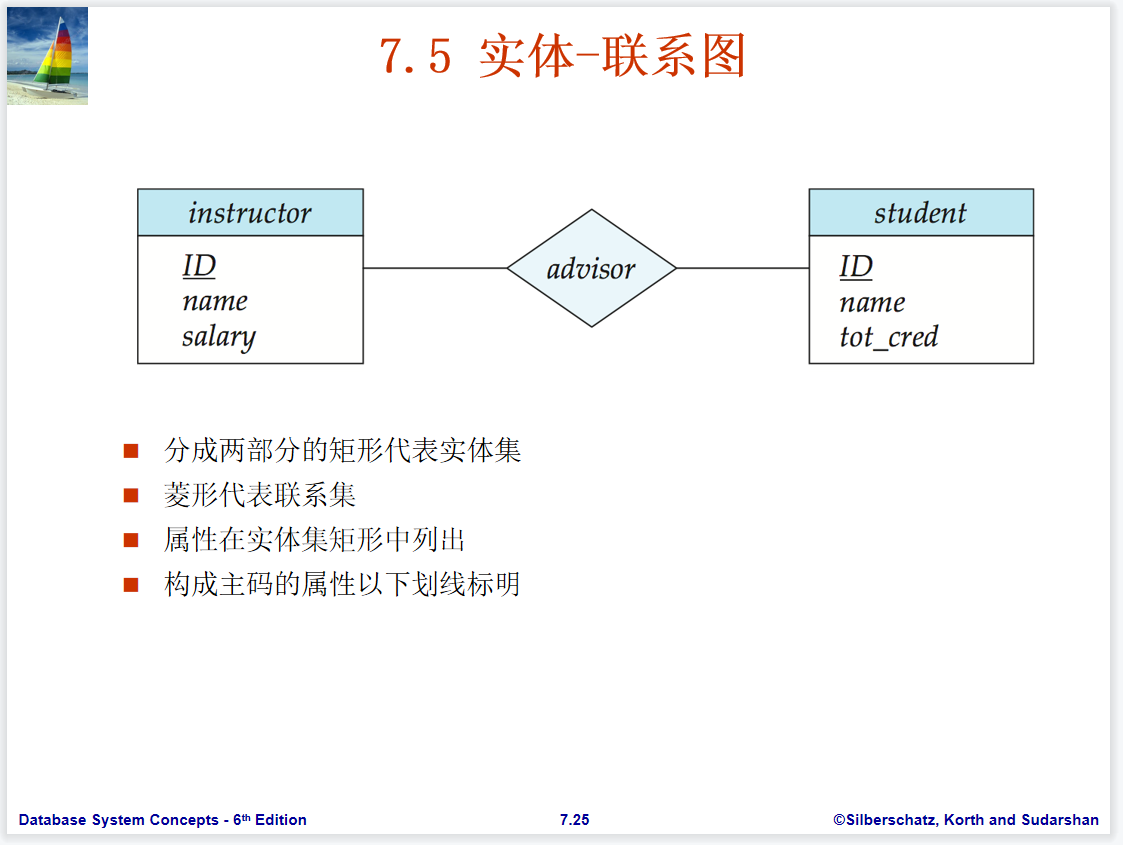 7.5 实体-联系图
instructor
ID
name
salary
advisor
student
ID
name
tot_cred
分成两部分的矩形代表实体集
菱形代表联系集
属性在实体集矩形中列出
构成主码的属性以下划线标明
Database System Concepts - 6th Edition
7.25
©Silberschatz, Korth and Sudarshan